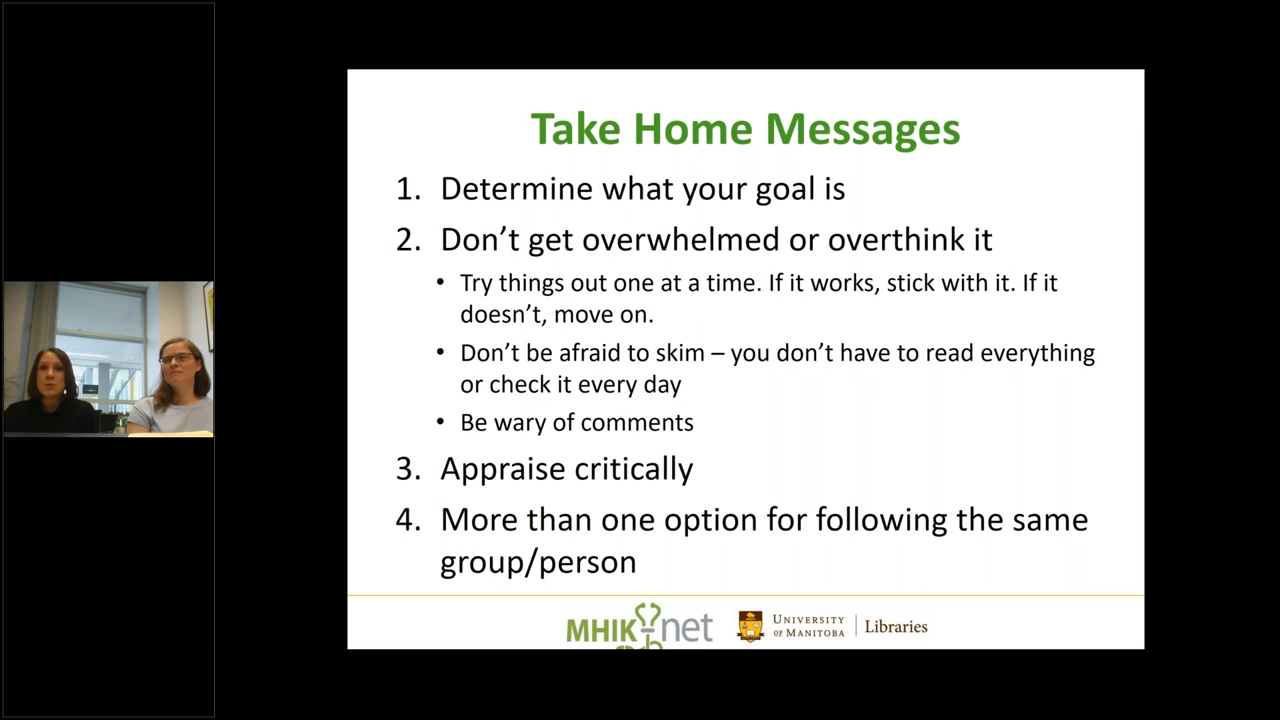 Take Home Messages
1. Determine what your goal is
2. Don’t get overwhelmed or overthink it
• Try things out one at a time. If it works, stick with it. If it
doesn’t, move on.
• Don’t be afraid to skim – you don’t have to read everything
or check it every day
• Be wary of comments
3. Appraise critically
4. More than one option for following the same
group/person
MHIKnet
UNIVERSITY
OF MANITOBA
Libraries